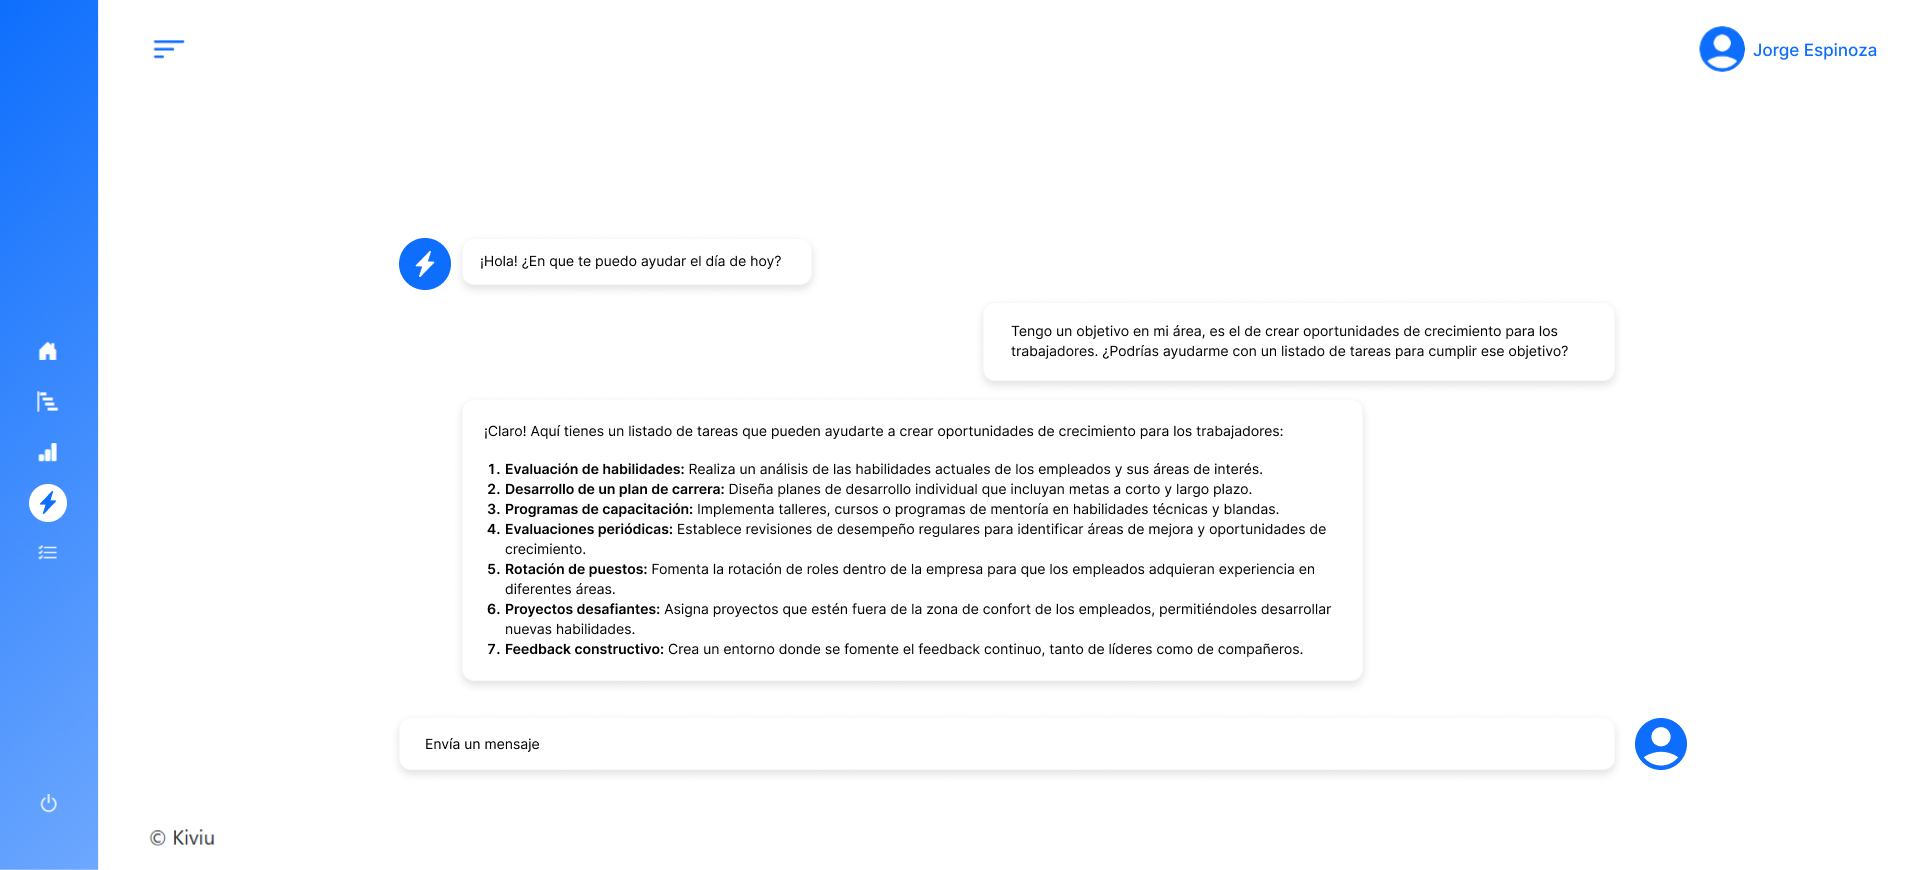 Jorge Espinoza
¡Hola! ¿En que te puedo ayudar el día de hoy?
Tengo un objetivo en mi área, es el de crear oportunidades de crecimiento para los
trabajadores. ¿Podrías ayudarme con un listado de tareas para cumplir ese objetivo?
¡Claro! Aquí tienes un listado de tareas que pueden ayudarte a crear oportunidades de crecimiento para los trabajadores:
1. Evaluación de habilidades: Realiza un análisis de las habilidades actuales de los empleados y sus áreas de interés.
2. Desarrollo de un plan de carrera: Diseña planes de desarrollo individual que incluyan metas a corto y largo plazo.
3. Programas de capacitación: Implementa talleres, cursos o programas de mentoría en habilidades técnicas y blandas.
4. Evaluaciones periódicas: Establece revisiones de desempeño regulares para identificar áreas de mejora y oportunidades de
crecimiento.
5. Rotación de puestos: Fomenta la rotación de roles dentro de la empresa para que los empleados adquieran experiencia en
diferentes áreas.
6. Proyectos desafiantes: Asigna proyectos que estén fuera de la zona de confort de los empleados, permitiéndoles desarrollar
nuevas habilidades.
7. Feedback constructivo: Crea un entorno donde se fomente el feedback continuo, tanto de líderes como de compañeros.
Envía un mensaje
© Kiviu